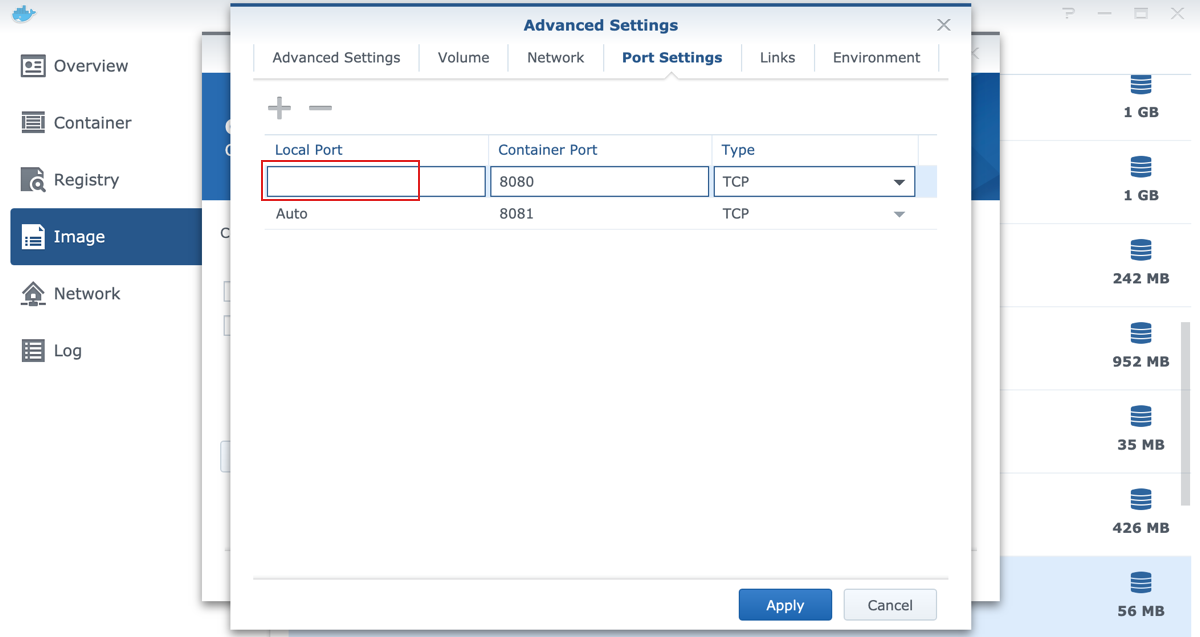 Advanced Settings
Advanced Settings Volume Network Port Settings Links Environment
Overview
Container
Registry
Image
Network
Log
Local Port Container Port Type
8080 TCP
Auto 8081 TCP
Apply Cancel
1 GB
1 GB
242 MB
952 MB
35 MB
426 MB
56 MB